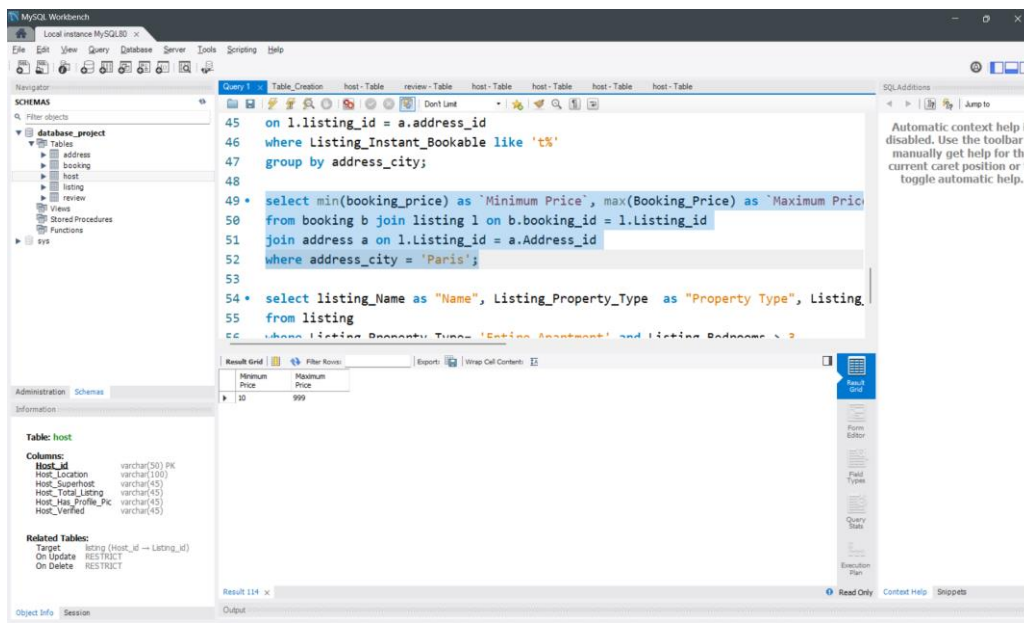 MySQL Workbench
Local instance MySQL80 ×
File Edit View Query Database Server Tools Scripting Help
Navigator
SCHEMAS
Filter objects
database_project
Tables
address
booking
host
listing
review
Views
Stored Procedures
Functions
sys
Administration Schemas
Information
Table: host
Columns:
Host_id varchar(50) PK
Host_Location varchar(100)
Host_Superhost varchar(45)
Host_Total_Listing varchar(45)
Host_Has_Profile_Pic varchar(45)
Host_Verified varchar(45)
Related Tables:
Target listing (Host_id → Listing_id)
On Update RESTRICT
On Delete RESTRICT
Object Info Session
Query 1 × Table_Creation host - Table review - Table host - Table host - Table host - Table host - Table
Don't Limit
45 on l.listing_id = a.address_id
46 where Listing_Instant_Bookable like 't%'
47 group by address_city;
48
49 select min(booking_price) as `Minimum Price`, max(Booking_Price) as `Maximum Pric
50 from booking b join listing l on b.booking_id = l.Listing_id
51 join address a on l.Listing_id = a.Address_id
52 where address_city = 'Paris';
53
54 select listing_Name as "Name", Listing_Property_Type as "Property Type", Listing_
55 from listing
56 where Listing_Property_Type= 'Entire Apartment' and Listing_Bedrooms > 3
Result Grid Filter Rows: Export: Wrap Cell Content:
Minimum Price Maximum Price
10 999
Result Grid
Form Editor
Field Types
Query Stats
Execution Plan
Result 114 × Read Only
Output
SQLAdditions
Jump to
Automatic context help i
disabled. Use the toolbar
manually get help for th
current caret position or
toggle automatic help.
Context Help Snippets